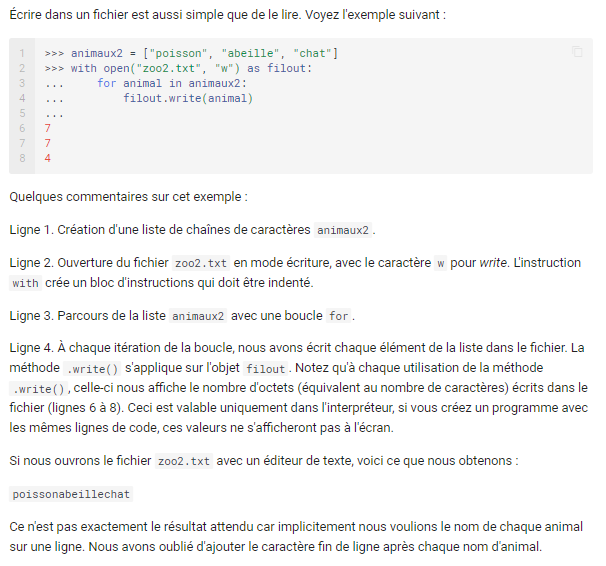 Écrire dans un fichier est aussi simple que de le lire. Voyez l'exemple suivant :
1 >>> animaux2 = ["poisson", "abeille", "chat"]
2 >>> with open("zoo2.txt", "w") as filout:
3 ...     for animal in animaux2:
4 ...         filout.write(animal)
5 ...
6 7
7 7
8 4
Quelques commentaires sur cet exemple :
Ligne 1. Création d'une liste de chaînes de caractères animaux2 .
Ligne 2. Ouverture du fichier zoo2.txt en mode écriture, avec le caractère w pour write. L'instruction
with crée un bloc d'instructions qui doit être indenté.
Ligne 3. Parcours de la liste animaux2 avec une boucle for .
Ligne 4. À chaque itération de la boucle, nous avons écrit chaque élément de la liste dans le fichier. La
méthode .write() s'applique sur l'objet filout . Notez qu'à chaque utilisation de la méthode
.write() , celle-ci nous affiche le nombre d'octets (équivalent au nombre de caractères) écrits dans le
fichier (lignes 6 à 8). Ceci est valable uniquement dans l'interpréteur, si vous créez un programme avec
les mêmes lignes de code, ces valeurs ne s'afficheront pas à l'écran.
Si nous ouvrons le fichier zoo2.txt avec un éditeur de texte, voici ce que nous obtenons :
poissonabeillechat
Ce n'est pas exactement le résultat attendu car implicitement nous voulions le nom de chaque animal
sur une ligne. Nous avons oublié d'ajouter le caractère fin de ligne après chaque nom d'animal.